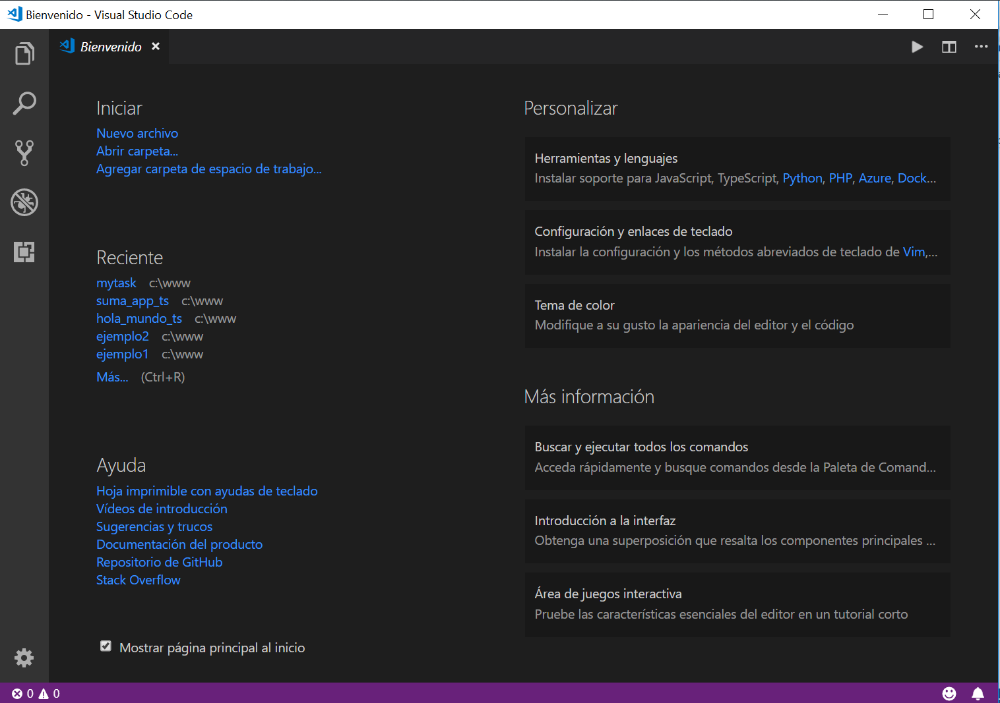 Bienvenido - Visual Studio Code
Bienvenido
Iniciar
Nuevo archivo
Abrir carpeta...
Agregar carpeta de espacio de trabajo...
Reciente
mytask c:\www
suma_app_ts c:\www
hola_mundo_ts c:\www
ejemplo2 c:\www
ejemplo1 c:\www
Más... (Ctrl+R)
Ayuda
Hoja imprimible con ayudas de teclado
Vídeos de introducción
Sugerencias y trucos
Documentación del producto
Repositorio de GitHub
Stack Overflow
Mostrar página principal al inicio
Personalizar
Herramientas y lenguajes
Instalar soporte para JavaScript, TypeScript, Python, PHP, Azure, Dock...
Configuración y enlaces de teclado
Instalar la configuración y los métodos abreviados de teclado de Vim,...
Tema de color
Modifique a su gusto la apariencia del editor y el código
Más información
Buscar y ejecutar todos los comandos
Acceda rápidamente y busque comandos desde la Paleta de Comand...
Introducción a la interfaz
Obtenga una superposición que resalta los componentes principales ...
Área de juegos interactiva
Pruebe las características esenciales del editor en un tutorial corto
0 0